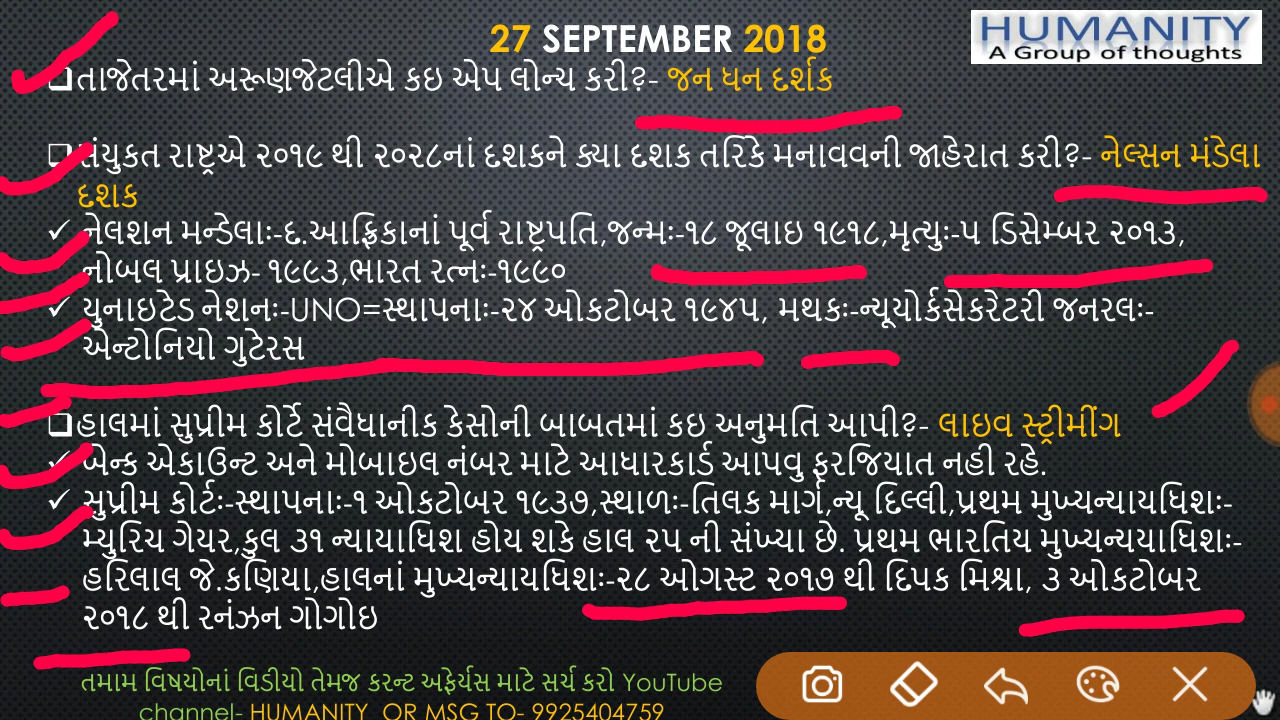 27 SEPTEMBER 2018
HUMANITY
A Group of thoughts
તાજેતરમાં અરૂણજેટલીએ કઇ એપ લોન્ચ કરી?- જન ધન દર્શક
સંયુકત રાષ્ટ્રએ ૨૦૧૯ થી ૨૦૨૮નાં દશકને ક્યા દશક તરિકે મનાવવની જાહેરાત કરી?- નેલ્સન મંડેલા
દશક
નેલશન મન્ડેલાઃ-દ.આફ્રિકાનાં પૂર્વ રાષ્ટ્રપતિ,જન્મઃ-૧૮ જૂલાઇ ૧૯૧૮,મૃત્યુઃ-૫ ડિસેમ્બર ૨૦૧૩,
નોબલ પ્રાઇઝ- ૧૯૯૩,ભારત રત્નઃ-૧૯૯૦
યુનાઇટેડ નેશનઃ-UNO=સ્થાપનાઃ-૨૪ ઓકટોબર ૧૯૪૫, મથકઃ-ન્યૂયોર્કસેકરેટરી જનરલઃ-
એન્ટોનિયો ગુટેરસ
હાલમાં સુપ્રીમ કોર્ટે સંવૈધાનીક કેસોની બાબતમાં કઇ અનુમતિ આપી?- લાઇવ સ્ટ્રીમીંગ
બેન્ક એકાઉન્ટ અને મોબાઇલ નંબર માટે આધારકાર્ડ આપવુ ફરજિયાત નહી રહે.
સુપ્રીમ કોર્ટઃ-સ્થાપનાઃ-૧ ઓકટોબર ૧૯૩૭,સ્થાળઃ-તિલક માર્ગ,ન્યૂ દિલ્લી,પ્રથમ મુખ્યન્યાયધિશઃ-
મ્યુરિચ ગેયર,કુલ ૩૧ ન્યાયાધિશ હોય શકે હાલ ૨૫ ની સંખ્યા છે. પ્રથમ ભારતિય મુખ્યન્યયાધિશઃ-
હરિલાલ જે.કણિયા,હાલનાં મુખ્યન્યાયધિશઃ-૨૮ ઓગસ્ટ ૨૦૧૭ થી દિપક મિશ્રા, ૩ ઓકટોબર
૨૦૧૮ થી રનંઝન ગોગોઇ
તમામ વિષયોનાં વિડીયો તેમજ કરન્ટ અફેર્યસ માટે સર્ચ કરો YouTube
channel- HUMANITY OR MSG TO- 9925404759